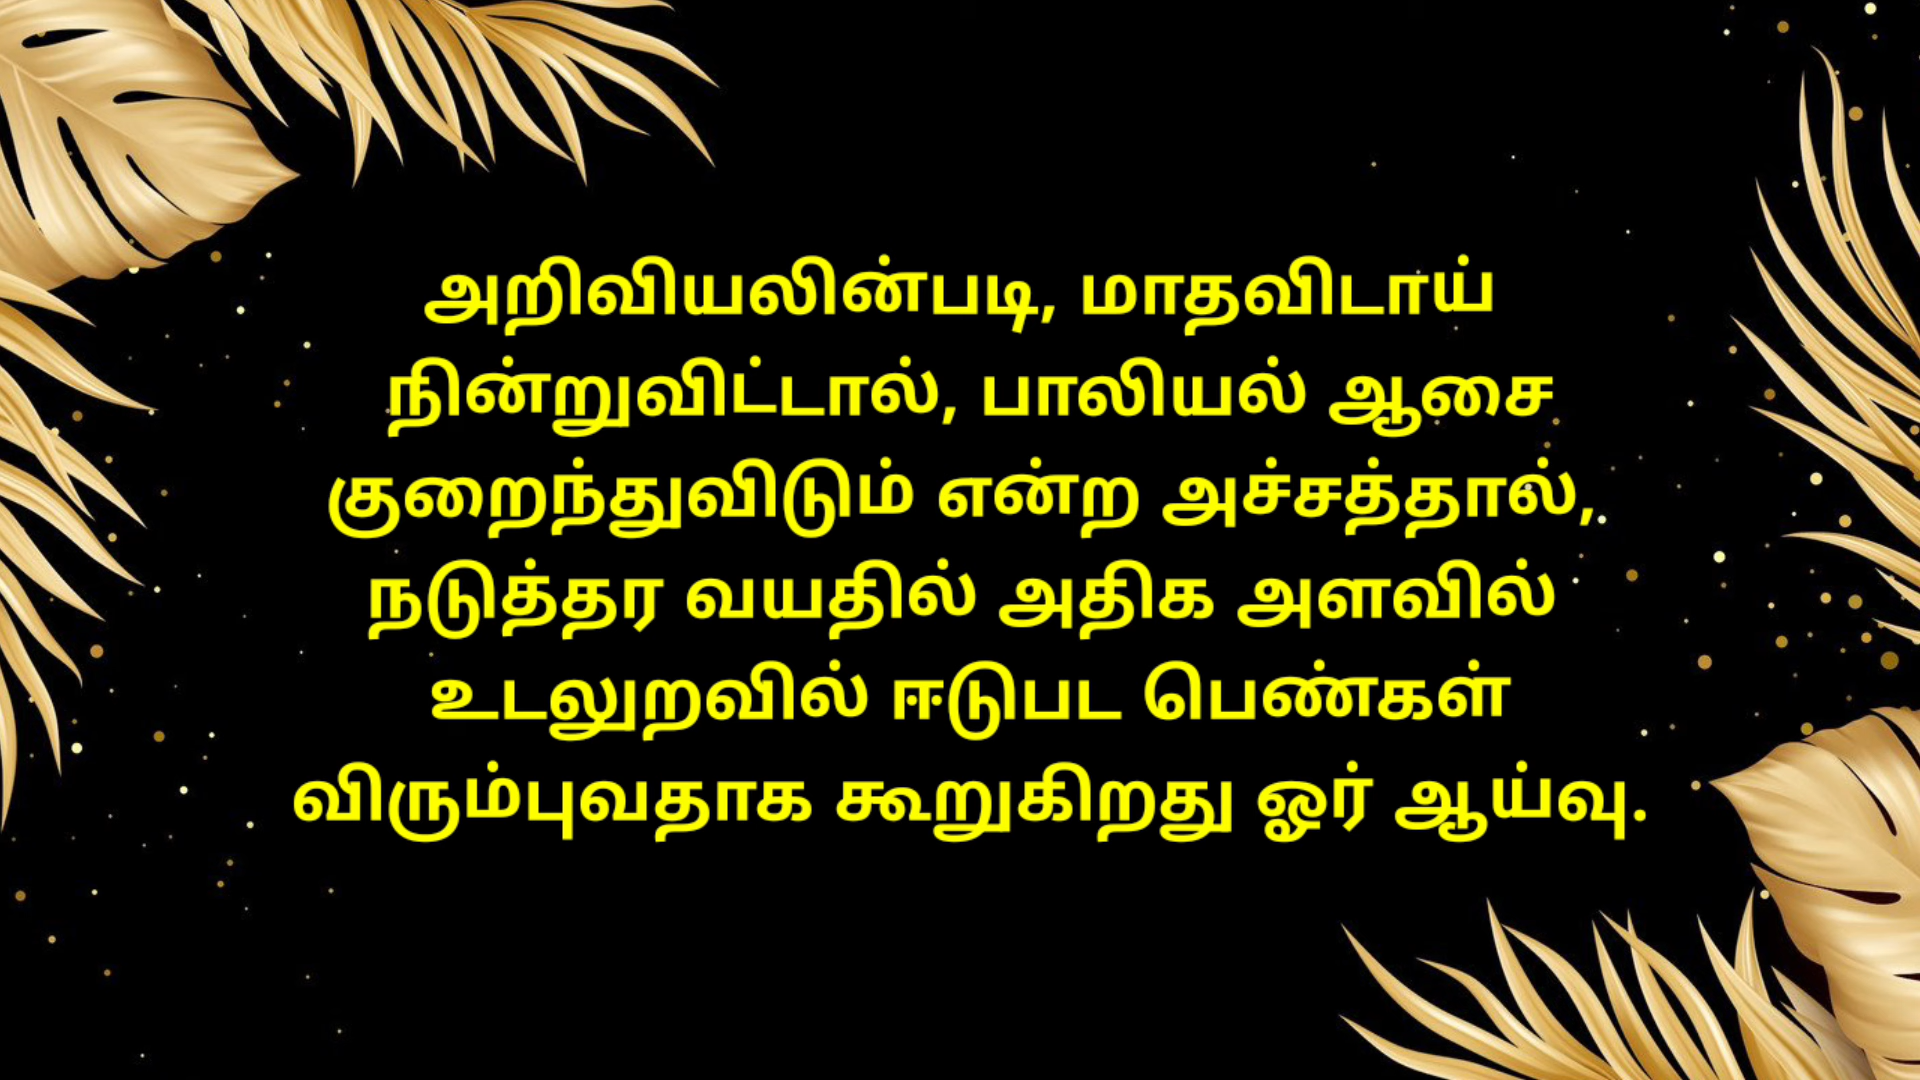 அறிவியலின்படி, மாதவிடாய்
நின்றுவிட்டால், பாலியல் ஆசை
குறைந்துவிடும் என்ற அச்சத்தால்,
நடுத்தர வயதில் அதிக அளவில்
உடலுறவில் ஈடுபட பெண்கள்
விரும்புவதாக கூறுகிறது ஓர் ஆய்வு.